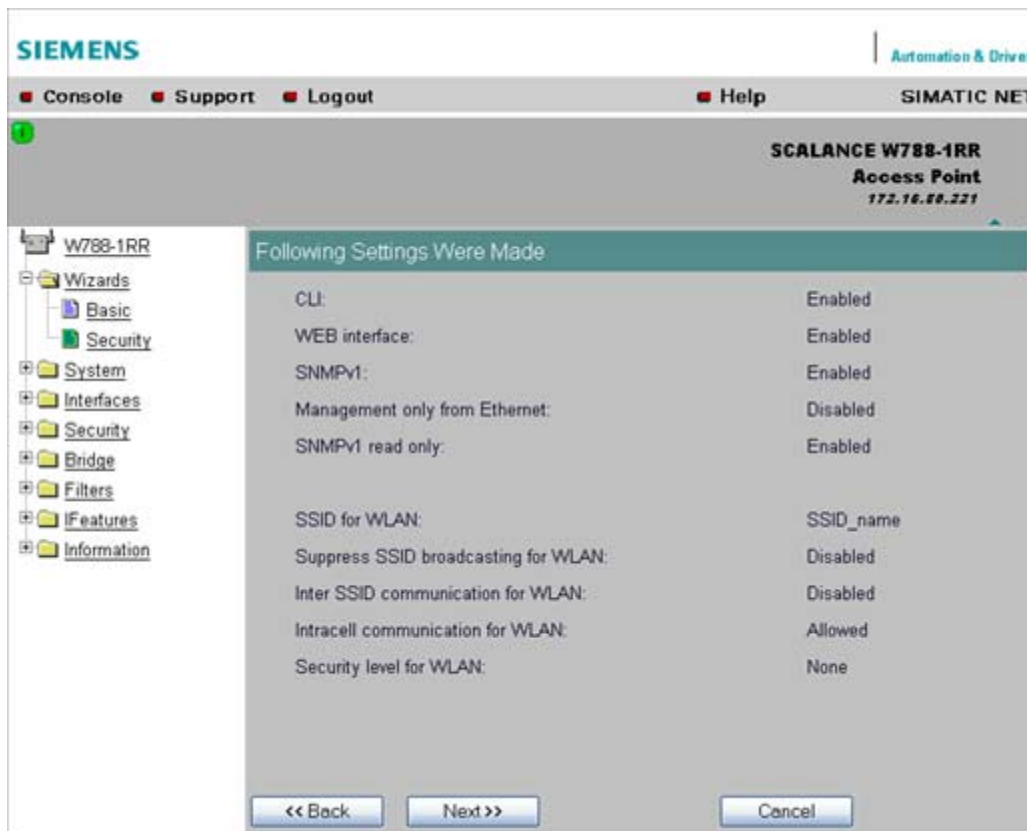 SIEMENS
Automation & Drive
Console Support Logout Help SIMATIC NET
SCALANCE W788-1RR
Access Point
W788-1RR
Wizards
Basic
Security
System
Interfaces
Security
Bridge
Filters
IFeatures
Information
Following Settings Were Made
CLI: Enabled
WEB interface: Enabled
SNMPv1: Enabled
Management only from Ethernet: Disabled
SNMPv1 read only: Enabled
SSID for WLAN: SSID_name
Suppress SSID broadcasting for WLAN: Disabled
Inter SSID communication for WLAN: Disabled
Intracell communication for WLAN: Allowed
Security level for WLAN: None
<< Back Next >> Cancel